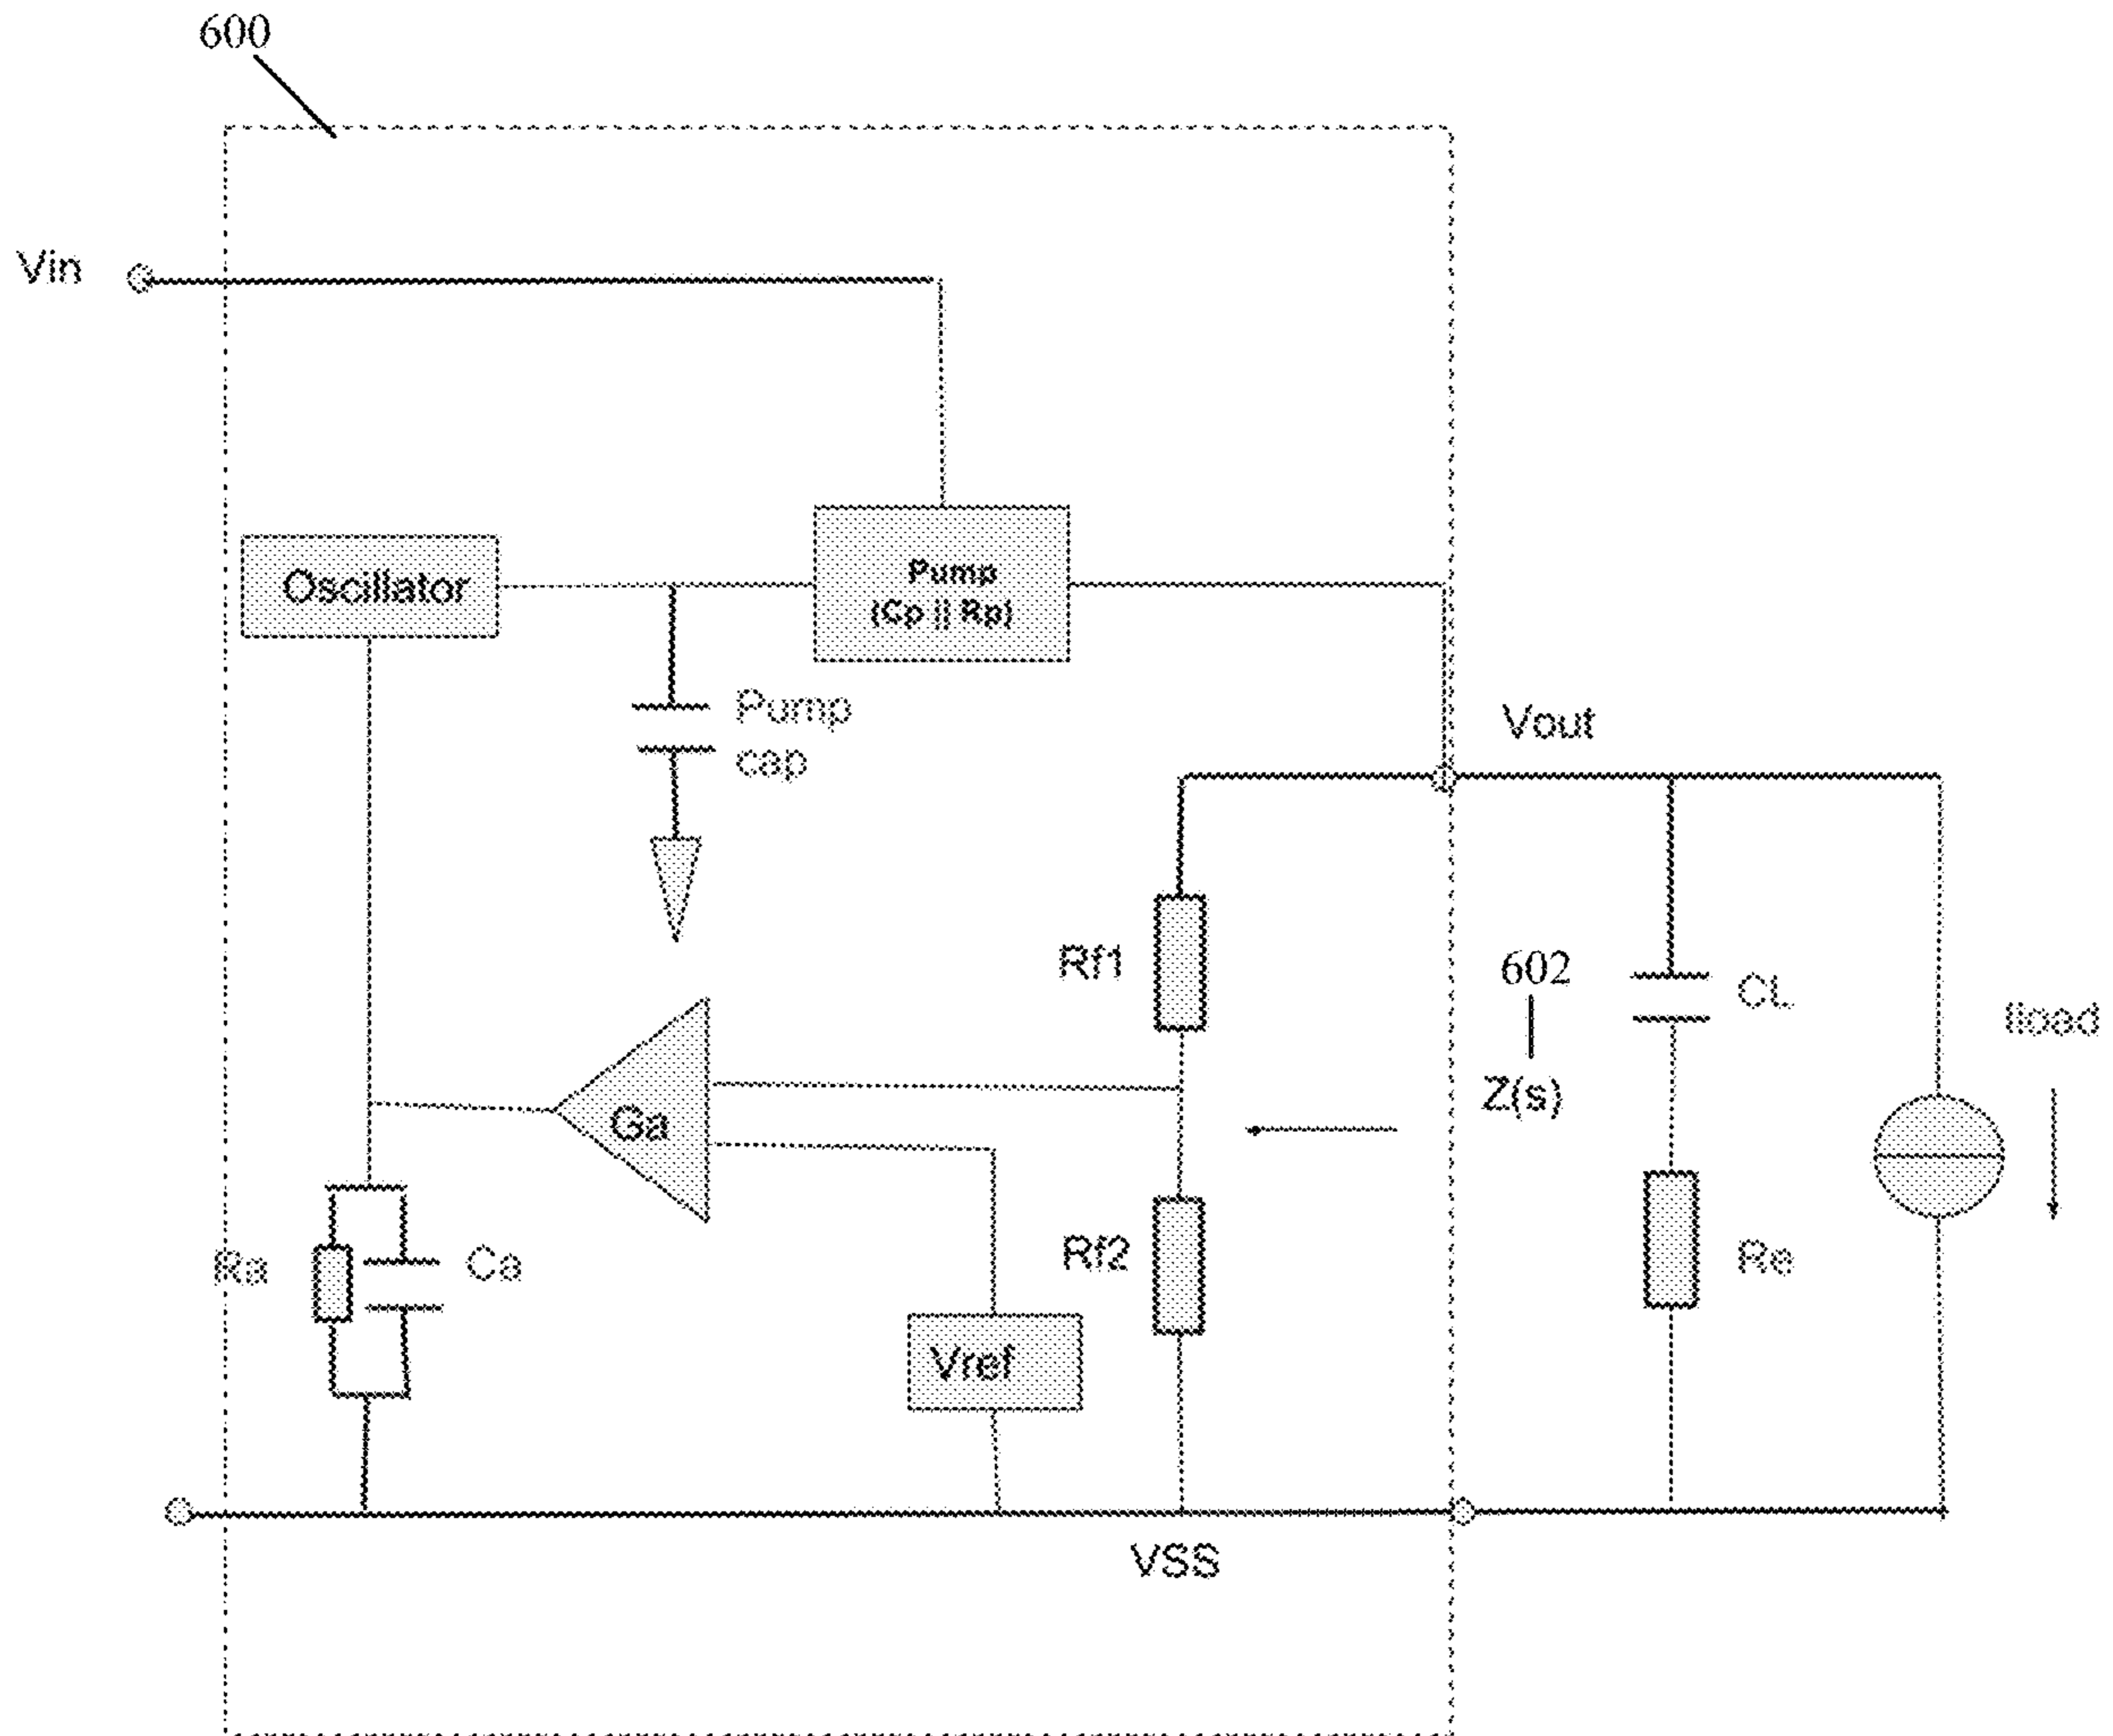 600
Vin
Oscillator
Pump
(Cp || Rp)
Pump
cap
Vout
Rf1
602
CL
Iload
Z(s)
Ga
Rf2
Re
Ra
Ca
Vref
VSS